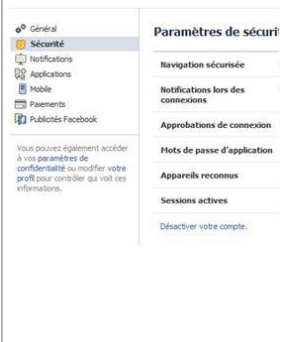 Général
Sécurité
Notifications
Applications
Mobile
Paiements
Publicités Facebook
Vous pouvez également accéder
à vos paramètres de
confidentialité ou modifier votre
profil pour contrôler qui voit ces
informations.
Paramètres de sécuri
Navigation sécurisée
Notifications lors des
connexions
Approbations de connexion
Mots de passe d'application
Appareils reconnus
Sessions actives
Désactiver votre compte.